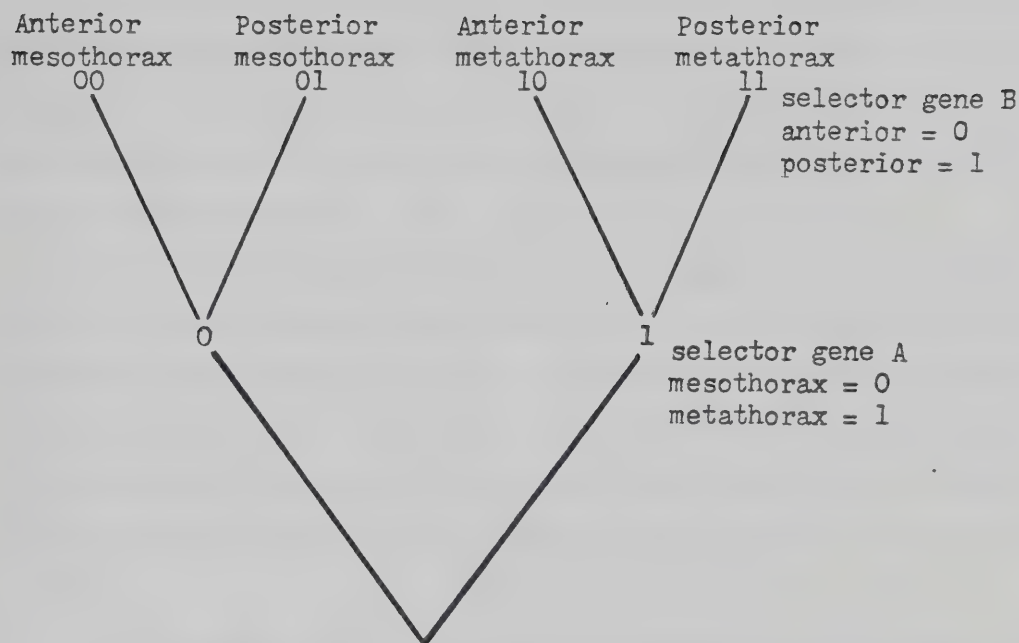 Anterior Posterior Anterior Posterior
mesothorax mesothorax metathorax metathorax
00 01 10 11
selector gene B
anterior = 0
posterior = 1
0 1
selector gene A
mesothorax = 0
metathorax = 1